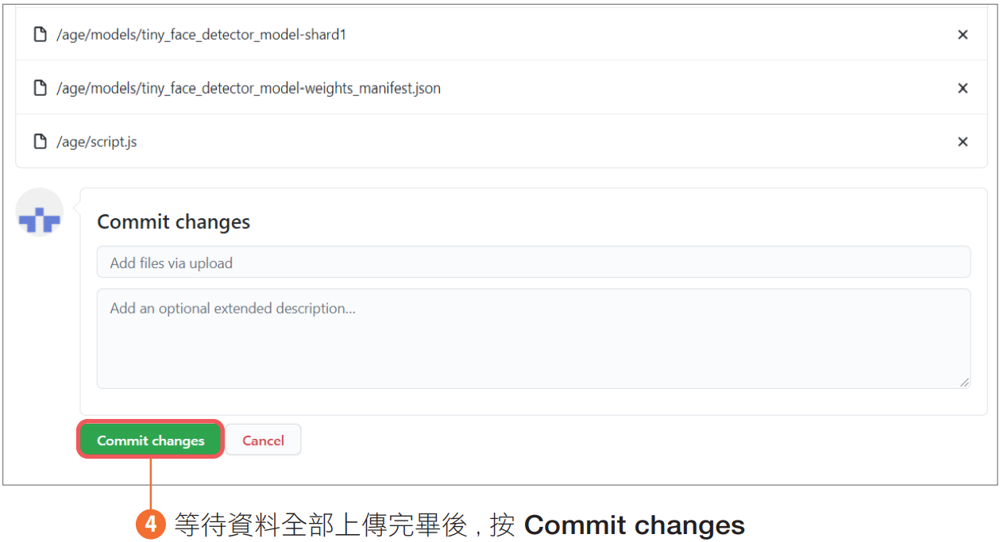 /age/models/tiny_face_detector_model-shard1
/age/models/tiny_face_detector_model-weights_manifest.json
/age/script.js
Commit changes
Add files via upload
Add an optional extended description...
Commit changes Cancel
4 等待資料全部上傳完畢後 , 按 Commit changes